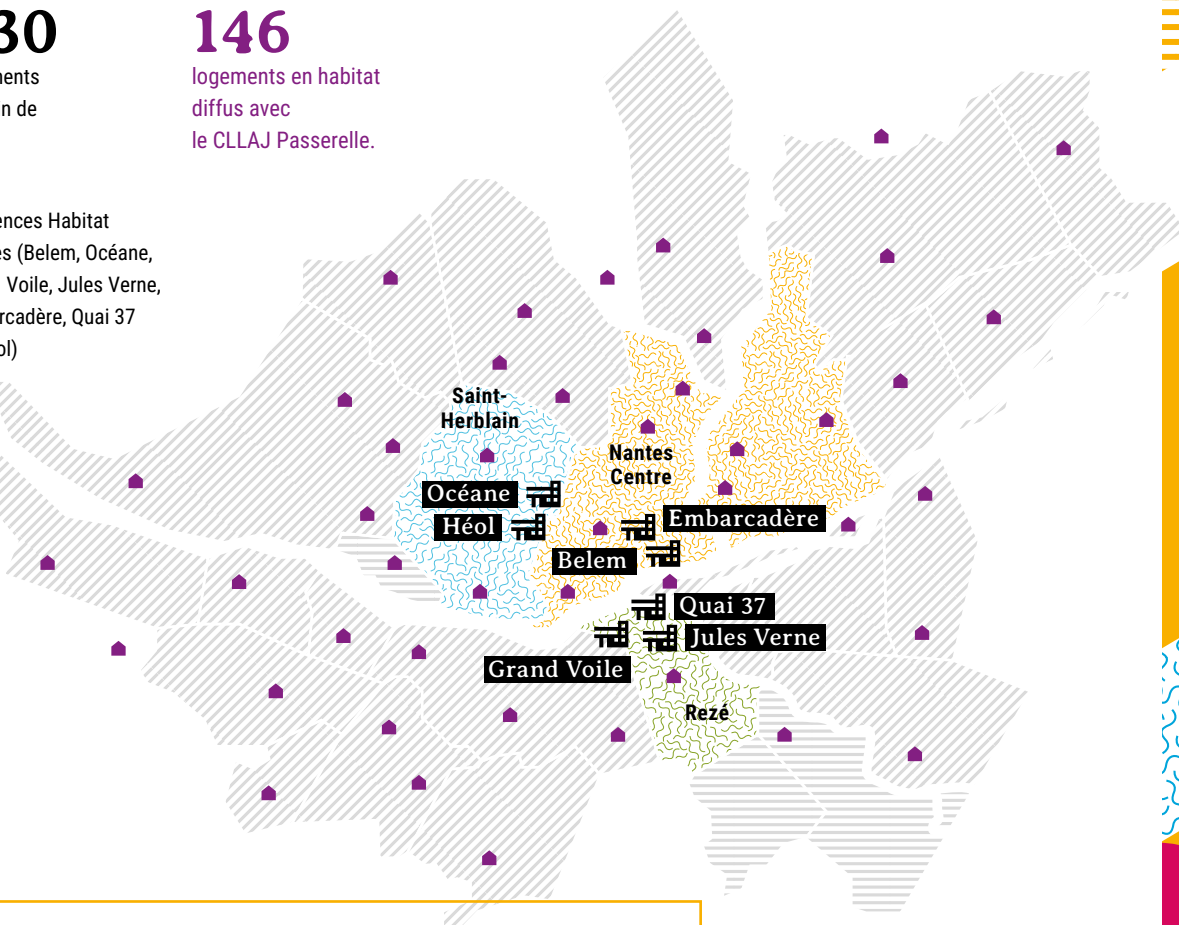 30
146
logements en habitat
diffus avec
le CLLAJ Passerelle.
n de
ences Habitat
es (Belem, Océane,
Voile, Jules Verne,
rcadère, Quai 37
ol)
Saint-
Herblain
Nantes
Centre
Océane
Héol
Embarcadère
Belem
Quai 37
Jules Verne
Grand Voile
Rezé